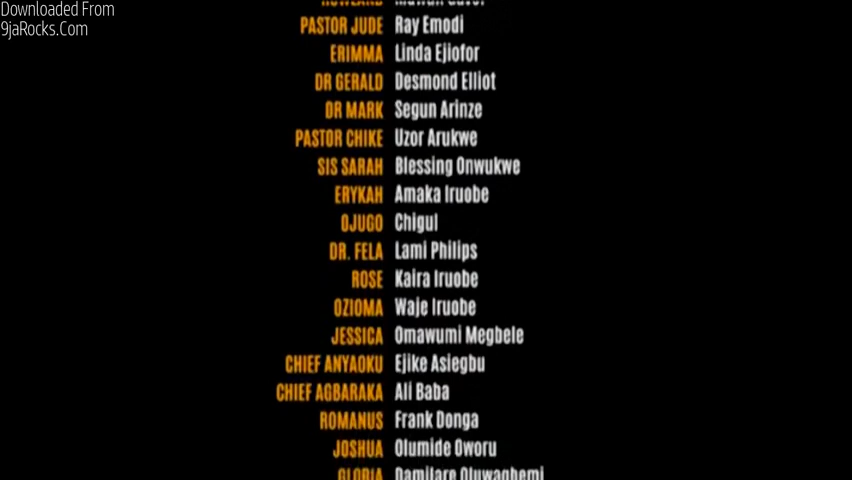 Downloaded From
9jaRocks.Com
PASTOR JUDE Ray Emodi
ERIMMA Linda Ejiofor
DR GERALD Desmond Elliot
DR MARK Segun Arinze
PASTOR CHIKE Uzor Arukwe
SIS SARAH Blessing Onwukwe
ERYKAH Amaka Iruobe
OJUGO Chigul
DR. FELA Lami Philips
ROSE Kaira Iruobe
OZIOMA Waje Iruobe
JESSICA Omawumi Megbele
CHIEF ANYAOKU Ejike Asiegbu
CHIEF AGBARAKA Ali Baba
ROMANUS Frank Donga
JOSHUA Olumide Oworu
GLORIA Damilare Oluwagbemi